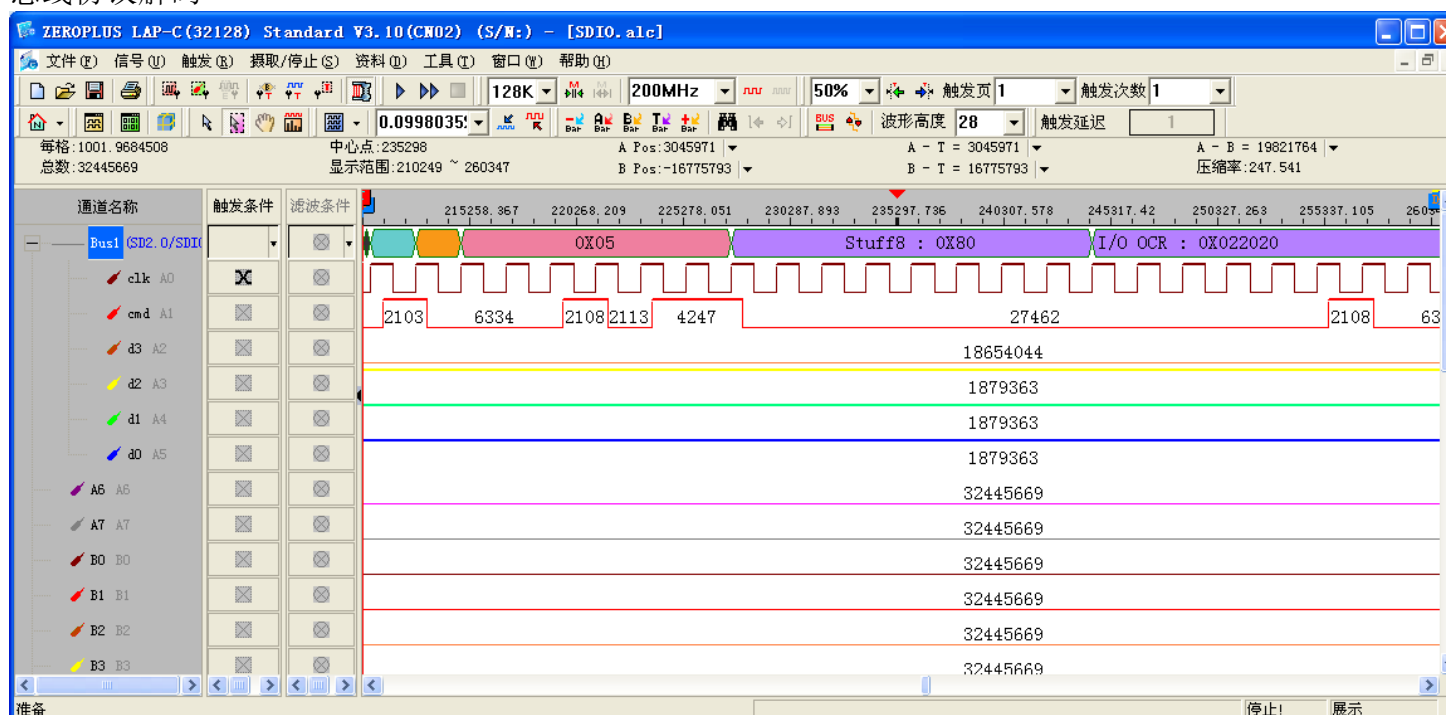 ZEROPLUS LAP-C(32128) Standard V3.10(CN02) (S/N:) - [SDIO.alc]
文件(F) 信号(U) 触发(R) 摄取/停止(S) 资料(D) 工具(T) 窗口(W) 帮助(H)
128K 200MHz 50% 触发页 1 触发次数 1
Bar Bar Bar Bar Bar BUS 波形高度 28 触发延迟 1
每格:1001.9684508 中心点:235298 A Pos:3045971 A - T = 3045971 A - B = 19821764
总数:32445669 显示范围:210249 ~ 260347 B Pos:-16775793 B - T = 16775793 压缩率:247.541
通道名称 触发条件 滤波条件 215258.367 220268.209 225278.051 230287.893 235297.736 240307.578 245317.42 250327.263 255337.105
Bus1 (SD2.0/SDI 0X05 Stuff8 : 0X80 I/O OCR : 0X022020
clk A0
cmd A1 2103 6334 2108 2113 4247 27462 2108 63
d3 A2 18654044
d2 A3 1879363
d1 A4 1879363
d0 A5 1879363
A6 A6 32445669
A7 A7 32445669
B0 B0 32445669
B1 B1 32445669
B2 B2 32445669
B3 B3 32445669
准备 停止! 展示